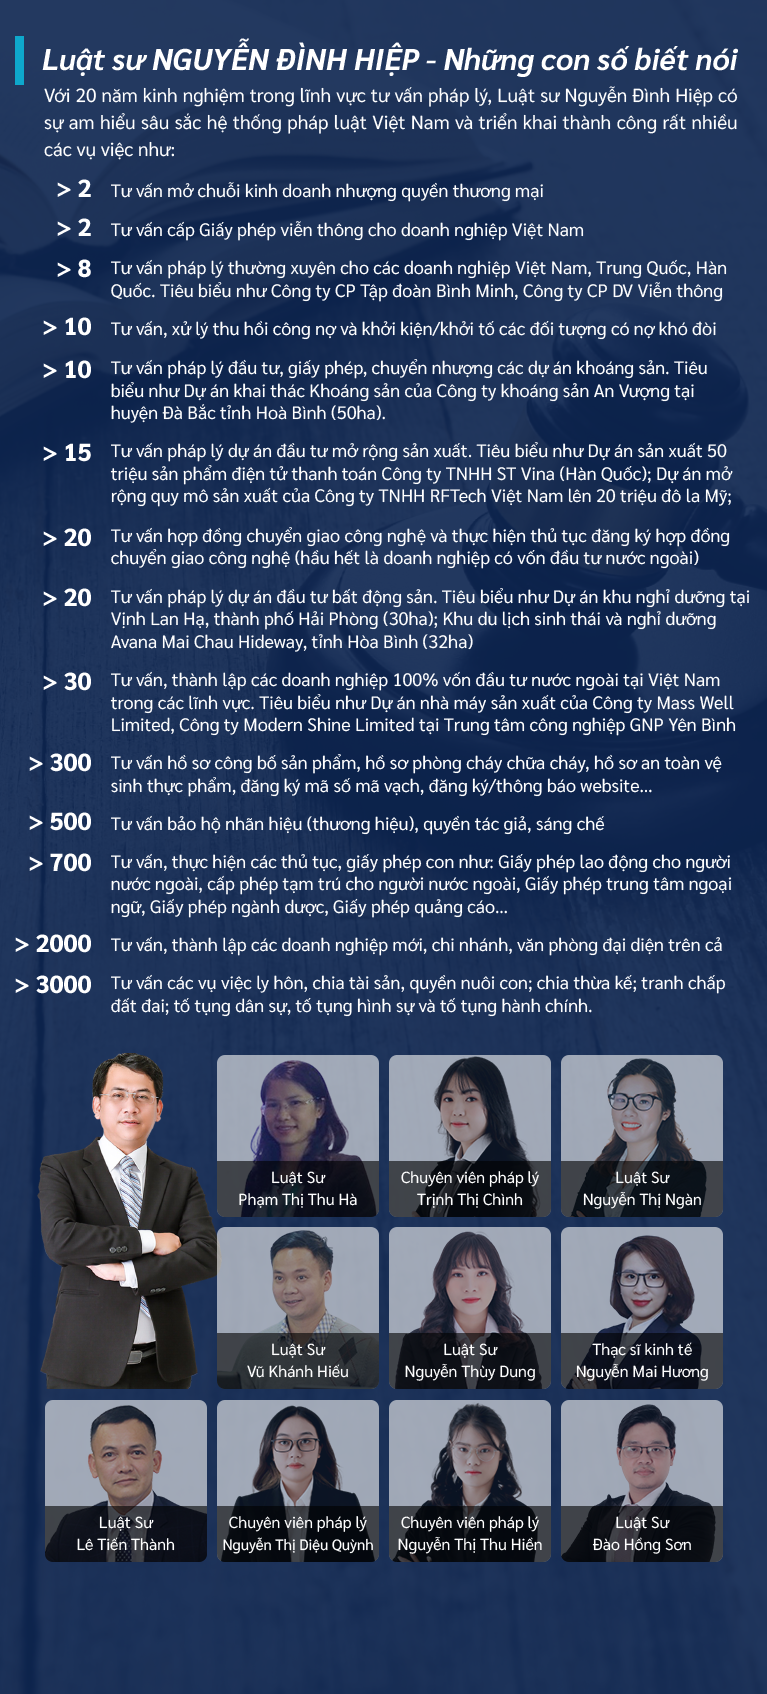 Luật sư NGUYỄN ĐÌNH HIỆP - Những con số biết nói
Với 20 năm kinh nghiệm trong lĩnh vực tư vấn pháp lý, Luật sư Nguyễn Đình Hiệp có
sự am hiểu sâu sắc hệ thống pháp luật Việt Nam và triển khai thành công rất nhiều
các vụ việc như:
> 2 Tư vấn mở chuỗi kinh doanh nhượng quyền thương mại
> 2 Tư vấn cấp Giấy phép viễn thông cho doanh nghiệp Việt Nam
> 8 Tư vấn pháp lý thường xuyên cho các doanh nghiệp Việt Nam, Trung Quốc, Hàn
Quốc. Tiêu biểu như Công ty CP Tập đoàn Bình Minh, Công ty CP DV Viễn thông
> 10 Tư vấn, xử lý thu hồi công nợ và khởi kiện/khởi tố các đối tượng có nợ khó đòi
> 10 Tư vấn pháp lý đầu tư, giấy phép, chuyển nhượng các dự án khoáng sản. Tiêu
biểu như Dự án khai thác Khoáng sản của Công ty khoáng sản An Vượng tại
huyện Đà Bắc tỉnh Hoà Bình (50ha).
> 15 Tư vấn pháp lý dự án đầu tư mở rộng sản xuất. Tiêu biểu như Dự án sản xuất 50
triệu sản phẩm điện tử thanh toán Công ty TNHH ST Vina (Hàn Quốc); Dự án mở
rộng quy mô sản xuất của Công ty TNHH RFTech Việt Nam lên 20 triệu đô la Mỹ;
> 20 Tư vấn hợp đồng chuyển giao công nghệ và thực hiện thủ tục đăng ký hợp đồng
chuyển giao công nghệ (hầu hết là doanh nghiệp có vốn đầu tư nước ngoài)
> 20 Tư vấn pháp lý dự án đầu tư bất động sản. Tiêu biểu như Dự án khu nghỉ dưỡng tại
Vịnh Lan Hạ, thành phố Hải Phòng (30ha); Khu du lịch sinh thái và nghỉ dưỡng
Avana Mai Chau Hideway, tỉnh Hòa Bình (32ha)
> 30 Tư vấn, thành lập các doanh nghiệp 100% vốn đầu tư nước ngoài tại Việt Nam
trong các lĩnh vực. Tiêu biểu như Dự án nhà máy sản xuất của Công ty Mass Well
Limited, Công ty Modern Shine Limited tại Trung tâm công nghiệp GNP Yên Bình
> 300 Tư vấn hồ sơ công bố sản phẩm, hồ sơ phòng cháy chữa cháy, hồ sơ an toàn vệ
sinh thực phẩm, đăng ký mã số mã vạch, đăng ký/thông báo website...
> 500 Tư vấn bảo hộ nhãn hiệu (thương hiệu), quyền tác giả, sáng chế
> 700 Tư vấn, thực hiện các thủ tục, giấy phép con như: Giấy phép lao động cho người
nước ngoài, cấp phép tạm trú cho người nước ngoài, Giấy phép trung tâm ngoại
ngữ, Giấy phép ngành dược, Giấy phép quảng cáo...
> 2000 Tư vấn, thành lập các doanh nghiệp mới, chi nhánh, văn phòng đại diện trên cả
> 3000 Tư vấn các vụ việc ly hôn, chia tài sản, quyền nuôi con; chia thừa kế; tranh chấp
đất đai; tố tụng dân sự, tố tụng hình sự và tố tụng hành chính.
Luật Sư
Phạm Thị Thu Hà
Chuyên viên pháp lý
Trịnh Thị Chình
Luật Sư
Nguyễn Thị Ngàn
Luật Sư
Vũ Khánh Hiếu
Luật Sư
Nguyễn Thùy Dung
Thạc sĩ kinh tế
Nguyễn Mai Hương
Luật Sư
Lê Tiến Thành
Chuyên viên pháp lý
Nguyễn Thị Diệu Quỳnh
Chuyên viên pháp lý
Nguyễn Thị Thu Hiền
Luật Sư
Đào Hồng Sơn